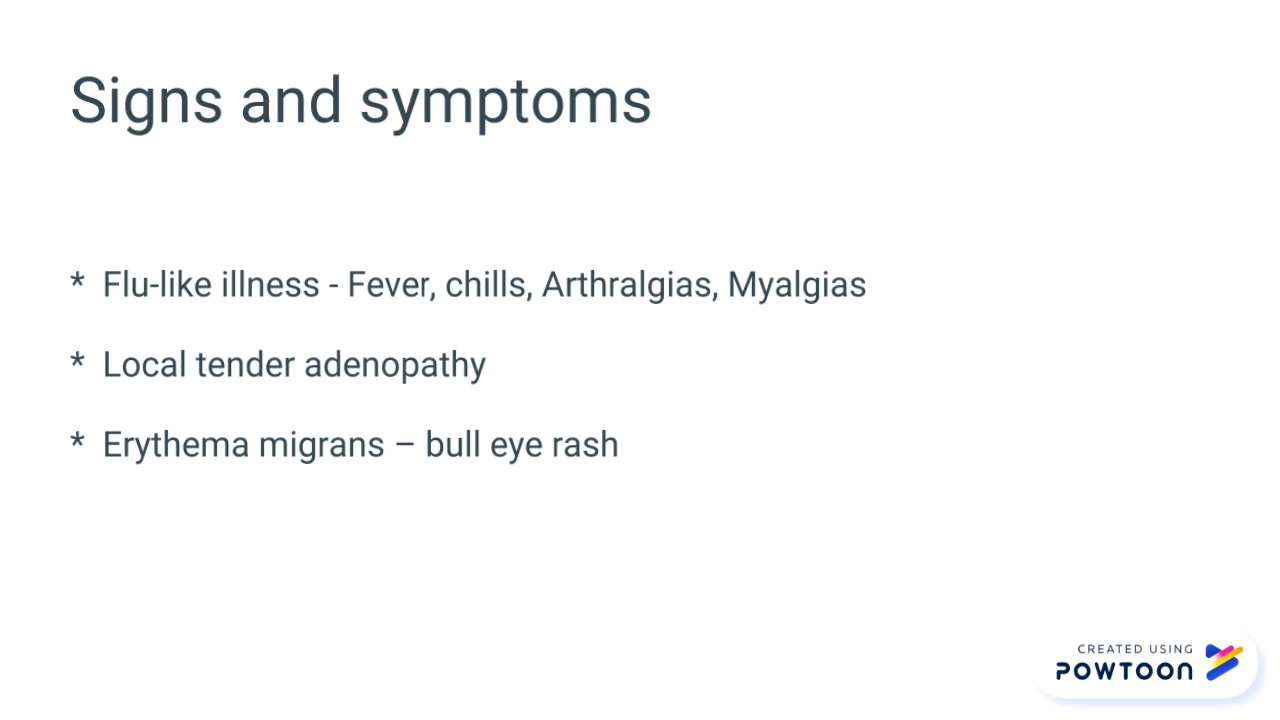 Signs and symptoms
* Flu-like illness - Fever, chills, Arthralgias, Myalgias
* Local tender adenopathy
* Erythema migrans – bull eye rash
CREATED USING
POWTOON